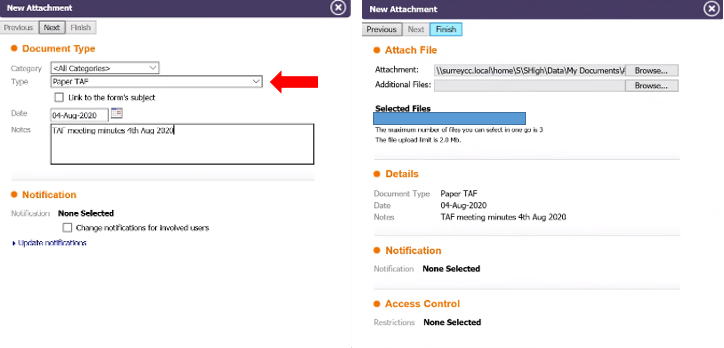 New Attachment
Previous Next Finish
Document Type
Category <All Categories>
Type Paper TAF
Link to the form's subject
Date 04-Aug-2020
Notes TAF meeting minutes 4th Aug 2020
Notification
Notification None Selected
Change notifications for involved users
Update notifications
New Attachment
Previous Next Finish
Attach File
Attachment: \\surreycc.local\home\S\SHigh\Data\My Documents\A Browse...
Additional Files: Browse...
Selected Files
The maximum number of files you can select in one go is 3
The file upload limit is 2.0 Mb.
Details
Document Type Paper TAF
Date 04-Aug-2020
Notes TAF meeting minutes 4th Aug 2020
Notification
Notification None Selected
Access Control
Restrictions None Selected